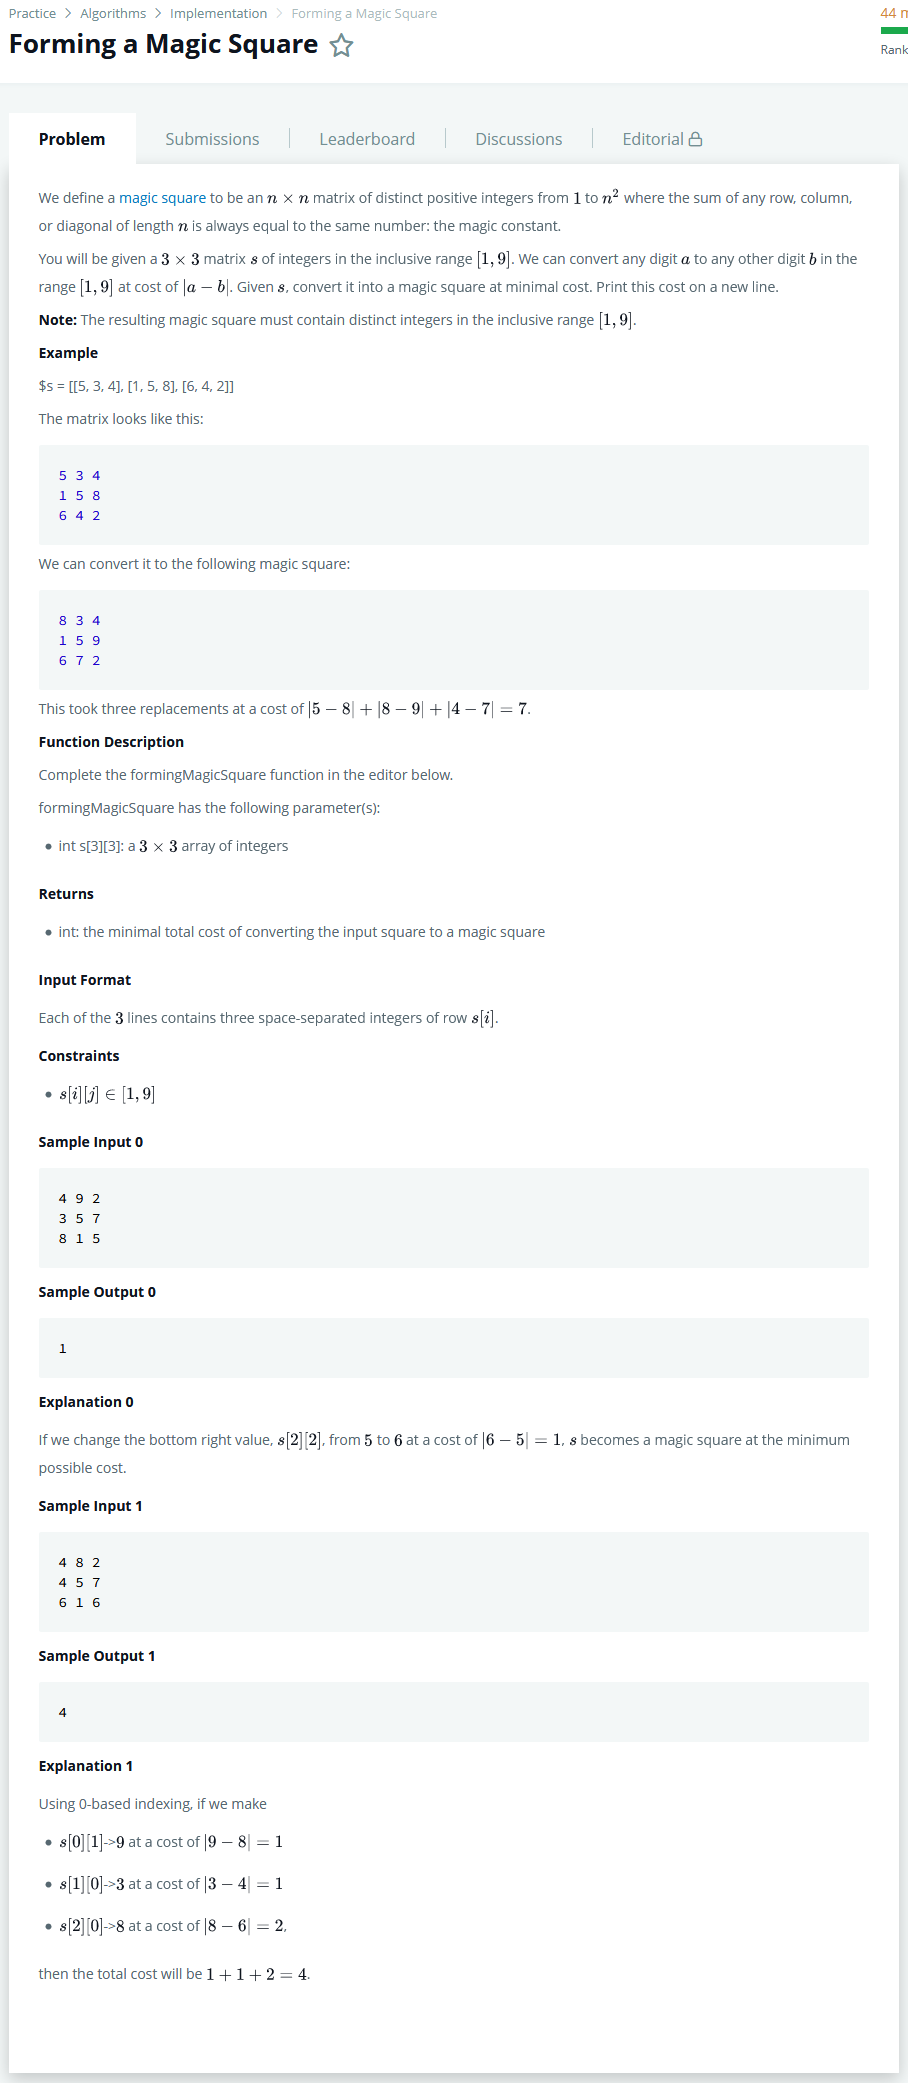 Practice > Algorithms > Implementation > Forming a Magic Square
44 m
Forming a Magic Square
Rank
Problem Submissions Leaderboard Discussions Editorial
We define a magic square to be an n × n matrix of distinct positive integers from 1 to n² where the sum of any row, column,
or diagonal of length n is always equal to the same number: the magic constant.
You will be given a 3 × 3 matrix s of integers in the inclusive range [1, 9]. We can convert any digit a to any other digit b in the
range [1, 9] at cost of |a − b|. Given s, convert it into a magic square at minimal cost. Print this cost on a new line.
Note: The resulting magic square must contain distinct integers in the inclusive range [1, 9].
Example
$s = [[5, 3, 4], [1, 5, 8], [6, 4, 2]]
The matrix looks like this:
5 3 4
1 5 8
6 4 2
We can convert it to the following magic square:
8 3 4
1 5 9
6 7 2
This took three replacements at a cost of |5 − 8| + |8 − 9| + |4 − 7| = 7.
Function Description
Complete the formingMagicSquare function in the editor below.
formingMagicSquare has the following parameter(s):
• int s[3][3]: a 3 × 3 array of integers
Returns
• int: the minimal total cost of converting the input square to a magic square
Input Format
Each of the 3 lines contains three space-separated integers of row s[i].
Constraints
• s[i][j] ∈ [1, 9]
Sample Input 0
4 9 2
3 5 7
8 1 5
Sample Output 0
1
Explanation 0
If we change the bottom right value, s[2][2], from 5 to 6 at a cost of |6 − 5| = 1, s becomes a magic square at the minimum
possible cost.
Sample Input 1
4 8 2
4 5 7
6 1 6
Sample Output 1
4
Explanation 1
Using 0-based indexing, if we make
• s[0][1]->9 at a cost of |9 − 8| = 1
• s[1][0]->3 at a cost of |3 − 4| = 1
• s[2][0]->8 at a cost of |8 − 6| = 2,
then the total cost will be 1 + 1 + 2 = 4.